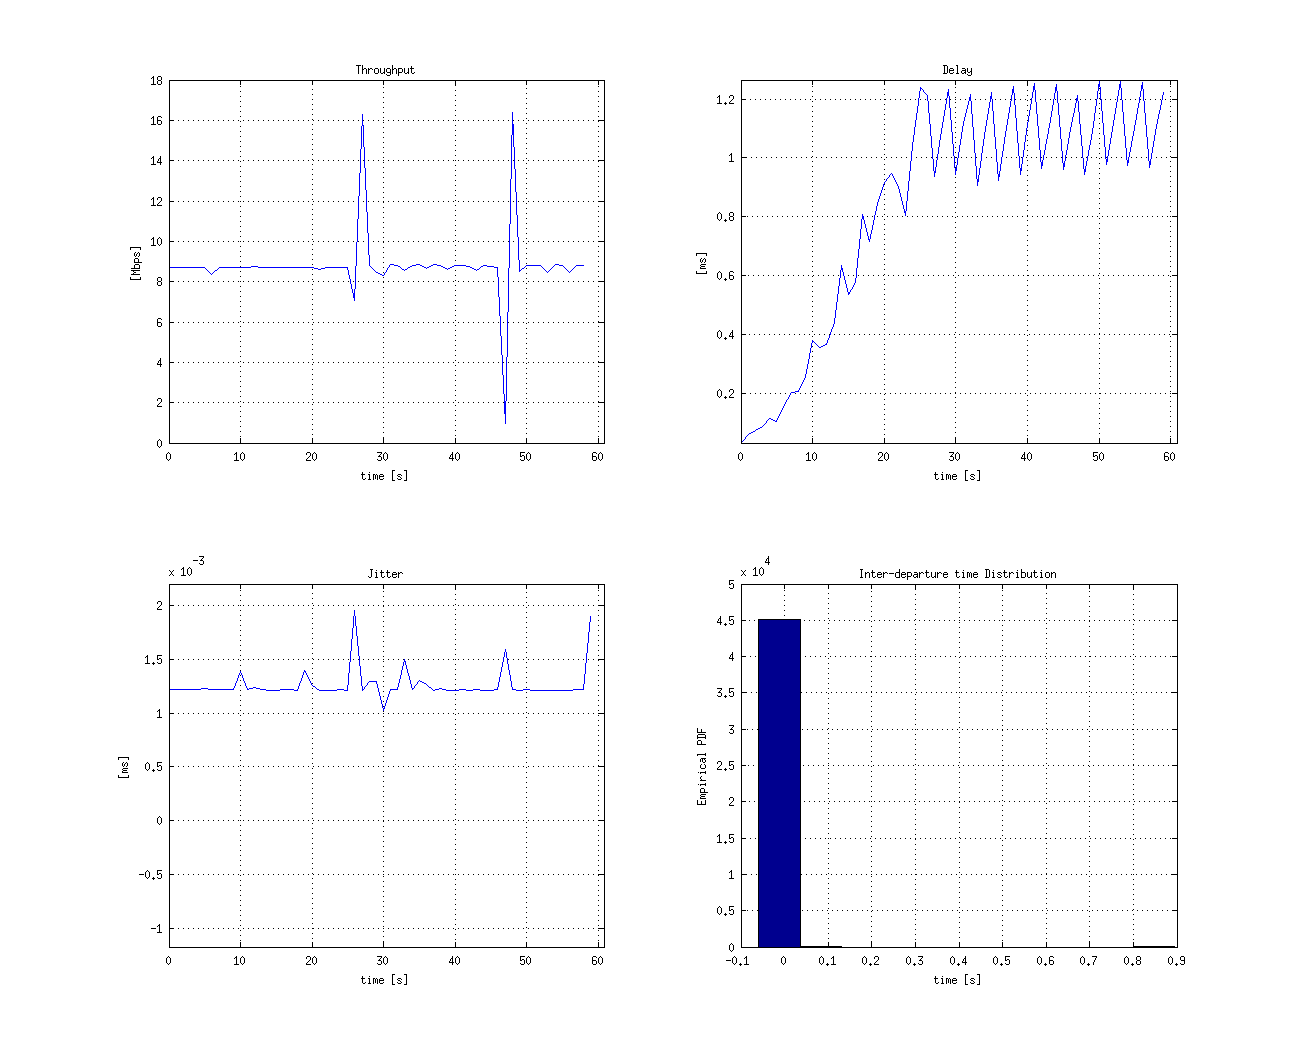 Throughput
18
16
14
12
10
8
6
4
2
0
[Mbps]
0 10 20 30 40 50 60
time [s]
Delay
1.2
1
0.8
0.6
0.4
0.2
[ms]
0 10 20 30 40 50 60
time [s]
x 10 -3
Jitter
2
1.5
1
0.5
0
-0.5
-1
[ms]
0 10 20 30 40 50 60
time [s]
x 10 4
Inter-departure time Distribution
5
4.5
4
3.5
3
2.5
2
1.5
1
0.5
0
Empirical PDF
-0.1 0 0.1 0.2 0.3 0.4 0.5 0.6 0.7 0.8 0.9
time [s]